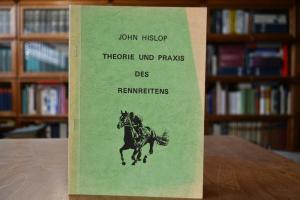 JOHN HISLOP
THEORIE UND PRAXIS
DES
RENNREITENS